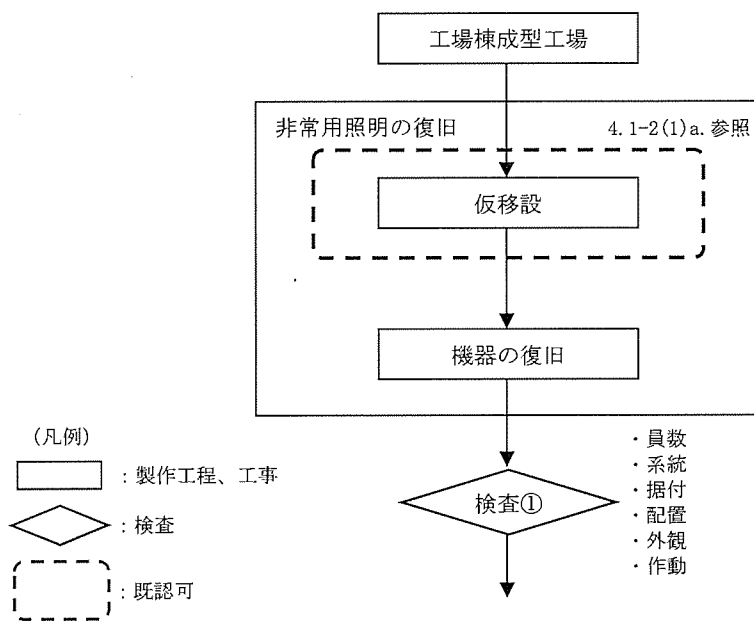 工場棟成型工場
非常用照明の復旧
4.1-2(1)a.参照
仮移設
機器の復旧
検査①
・員数
・系統
・据付
・配置
・外観
・作動
(凡例)
：製作工程、工事
：検査
：既認可